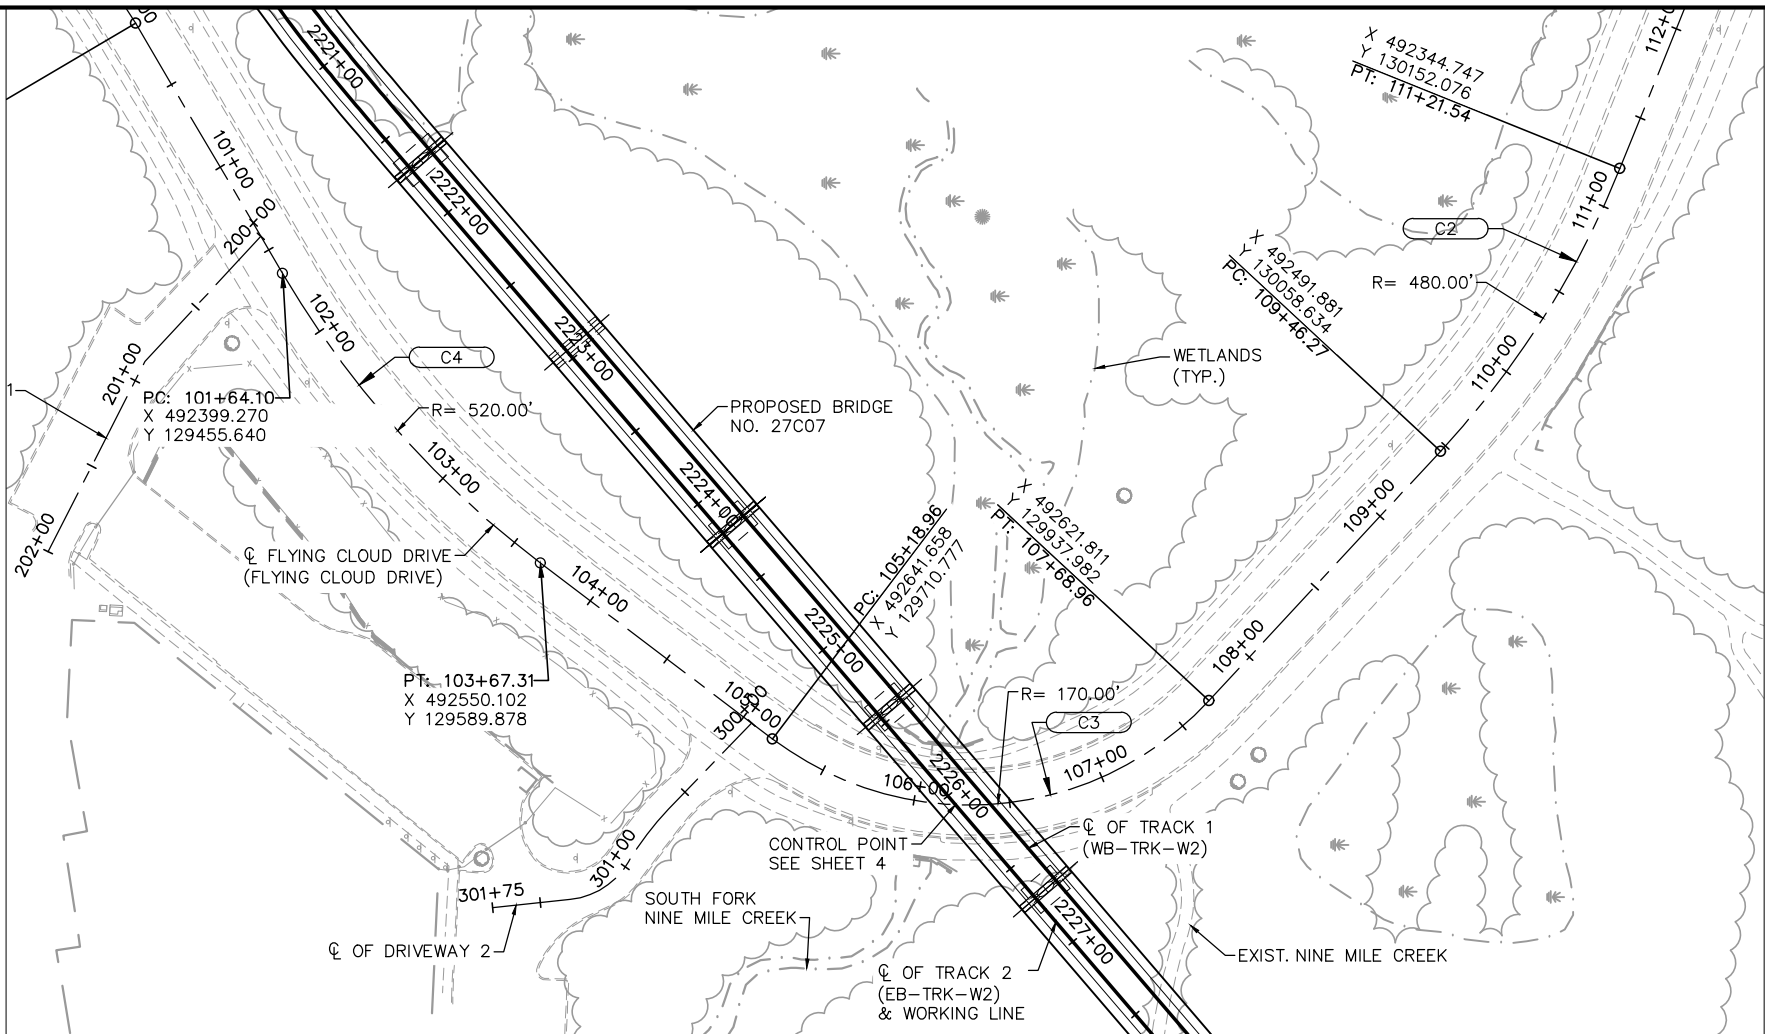 00
2221+00
X 492344.747
Y 130152.076
PT: 111+21.54
101+00
2222+00
111+00
200+00
C2
X 492491.881
Y 130058.634
PC: 109+46.27
R= 480.00'
102+00
2223+00
C4
WETLANDS
(TYP.)
110+00
201+00
1
PC: 101+64.10
X 492399.270
Y 129455.640
R= 520.00'
PROPOSED BRIDGE
NO. 27C07
103+00
2224+00
109+00
202+00
X 492621.811
Y 129937.982
PT: 107+68.96
PC: 105+18.96
X 492641.658
Y 129710.777
℄ FLYING CLOUD DRIVE
(FLYING CLOUD DRIVE)
104+00
2225+00
108+00
PT: 103+67.31
X 492550.102
Y 129589.878
105+00
300+00
R= 170.00'
C3
107+00
106+00
2226+00
CONTROL POINT
SEE SHEET 4
℄ OF TRACK 1
(WB-TRK-W2)
301+00
301+75
SOUTH FORK
NINE MILE CREEK
2227+00
℄ OF DRIVEWAY 2
EXIST. NINE MILE CREEK
℄ OF TRACK 2
(EB-TRK-W2)
& WORKING LINE